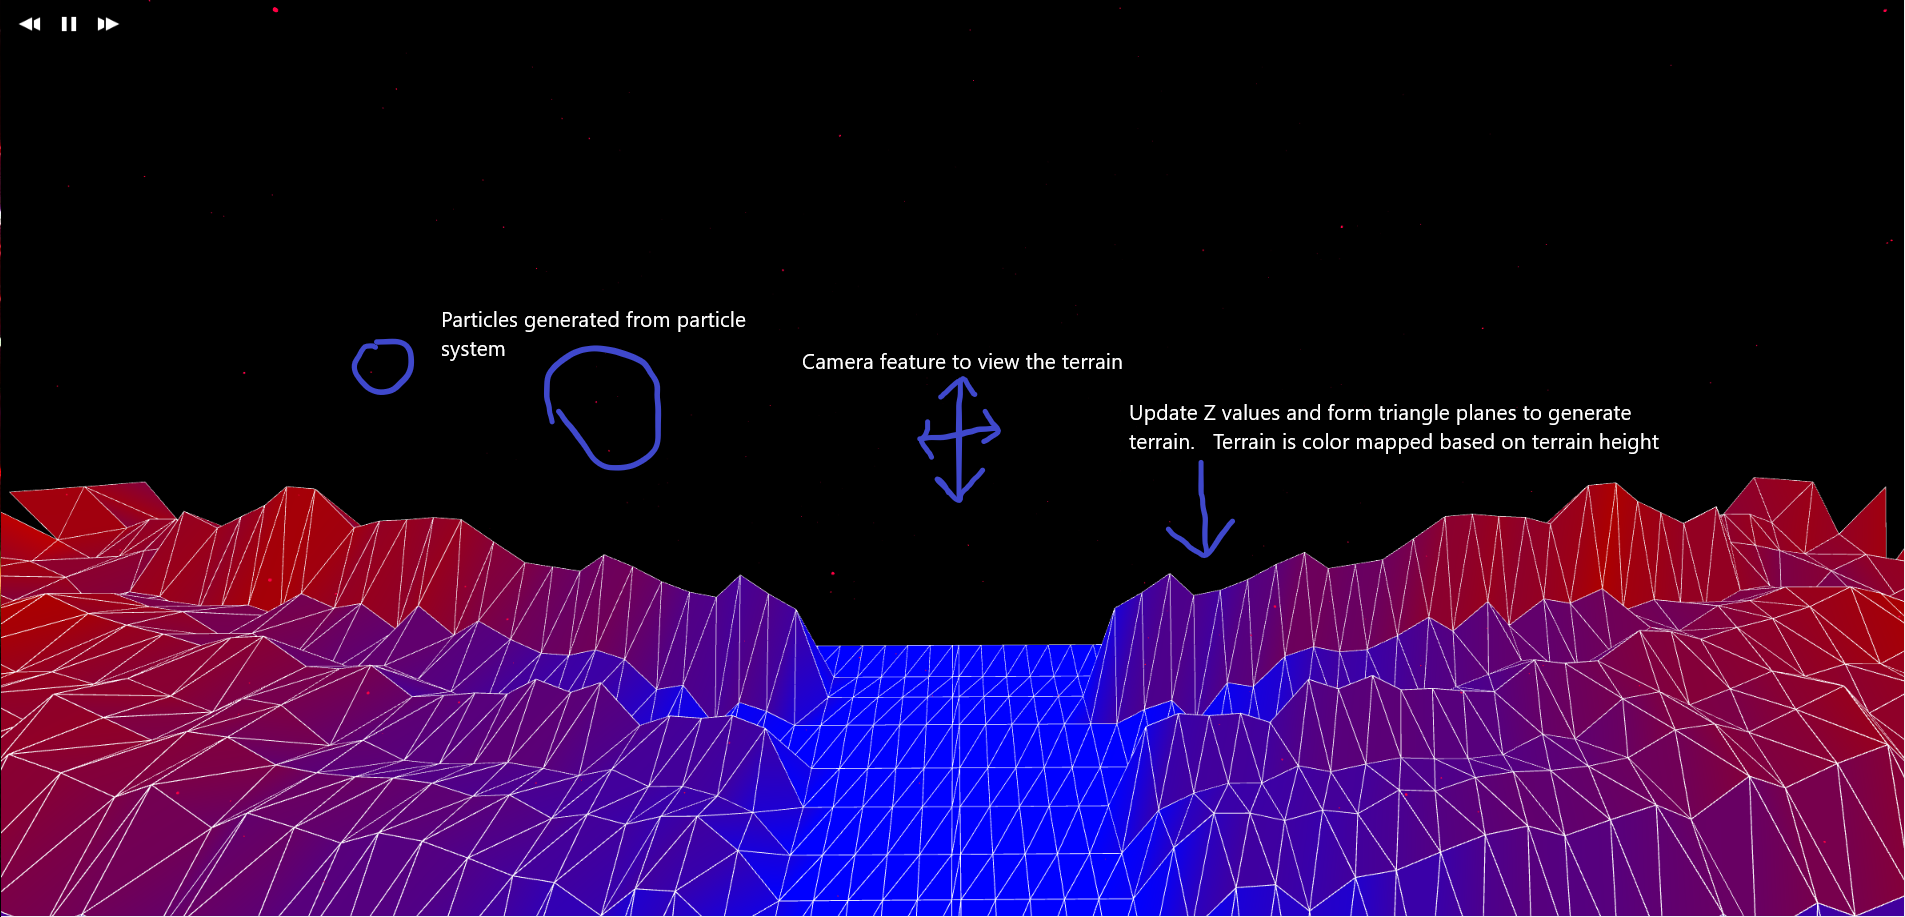 Particles generated from particle
system
Camera feature to view the terrain
Update Z values and form triangle planes to generate
terrain.   Terrain is color mapped based on terrain height